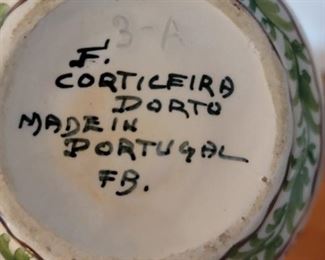 3-A
F.
CORTICEIRA
PORTO
MADE IN
PORTUGAL
FB.